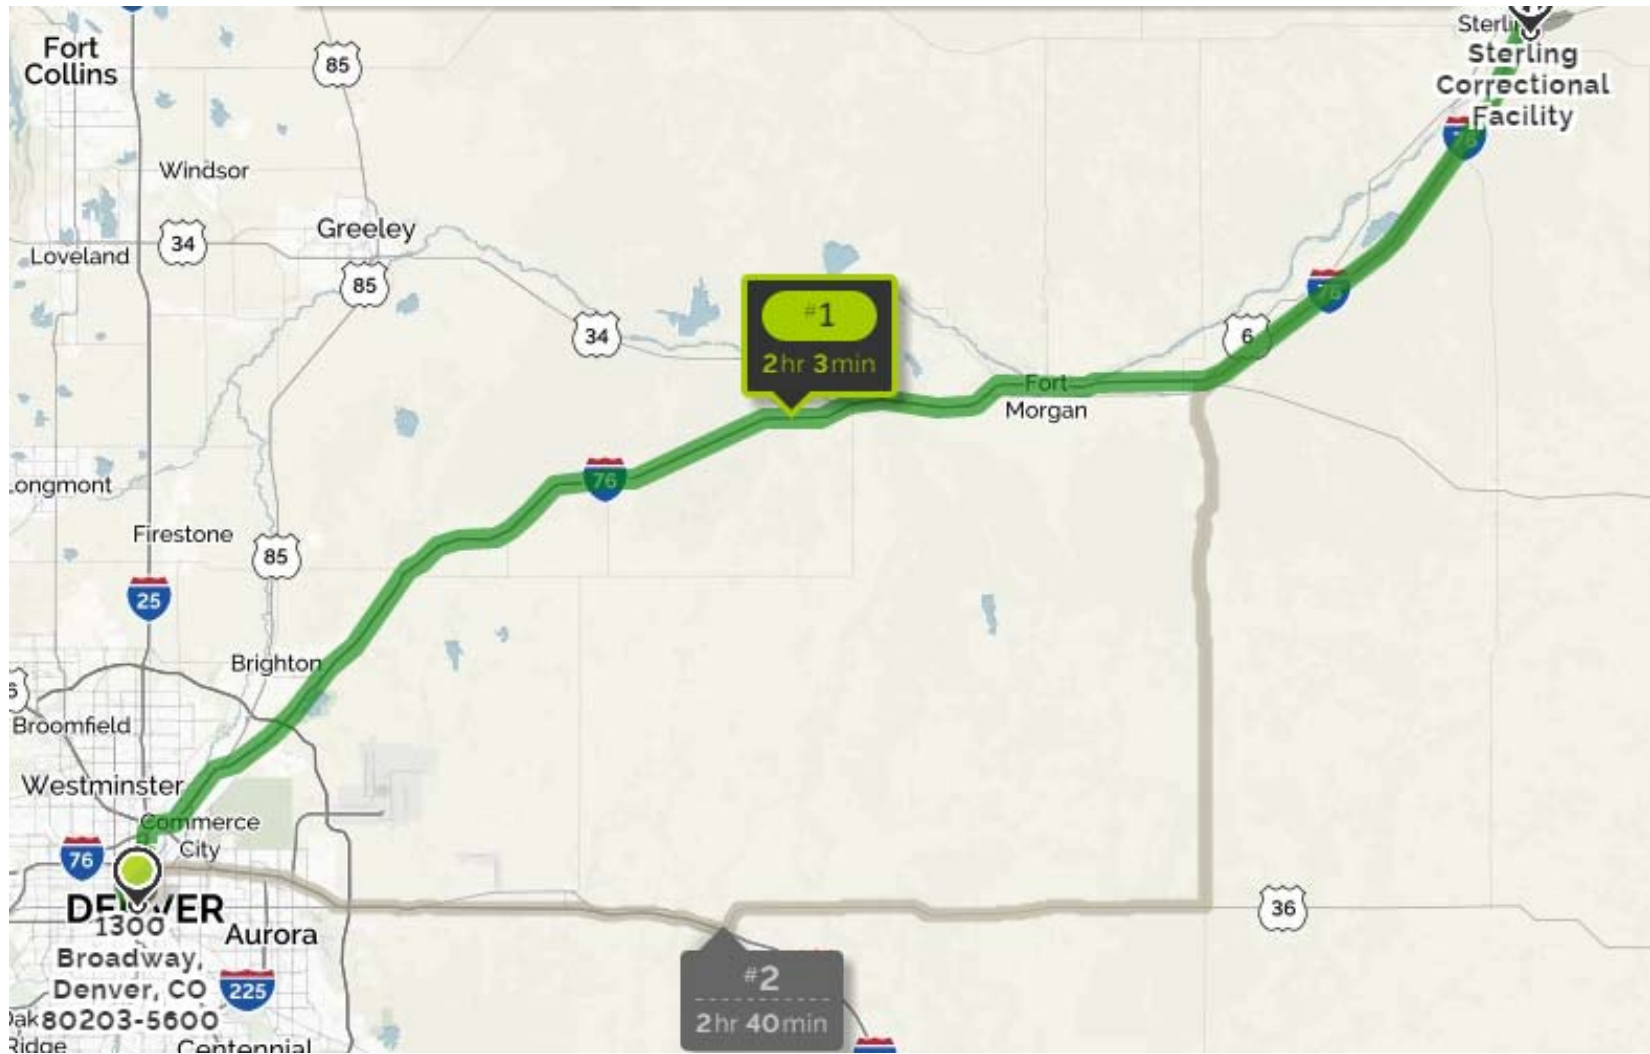 Fort
Collins
85
Sterling
Correctional
Facility
76
Windsor
Greeley
34
Loveland
85
#1
2hr 3min
34
76
6
Fort
Morgan
76
Firestone
85
25
Brighton
Broomfield
Westminster
Commerce
City
76
DENVER
1300
Broadway,
Denver, CO
80203-5600
Aurora
225
36
#2
2hr 40min
Centennial